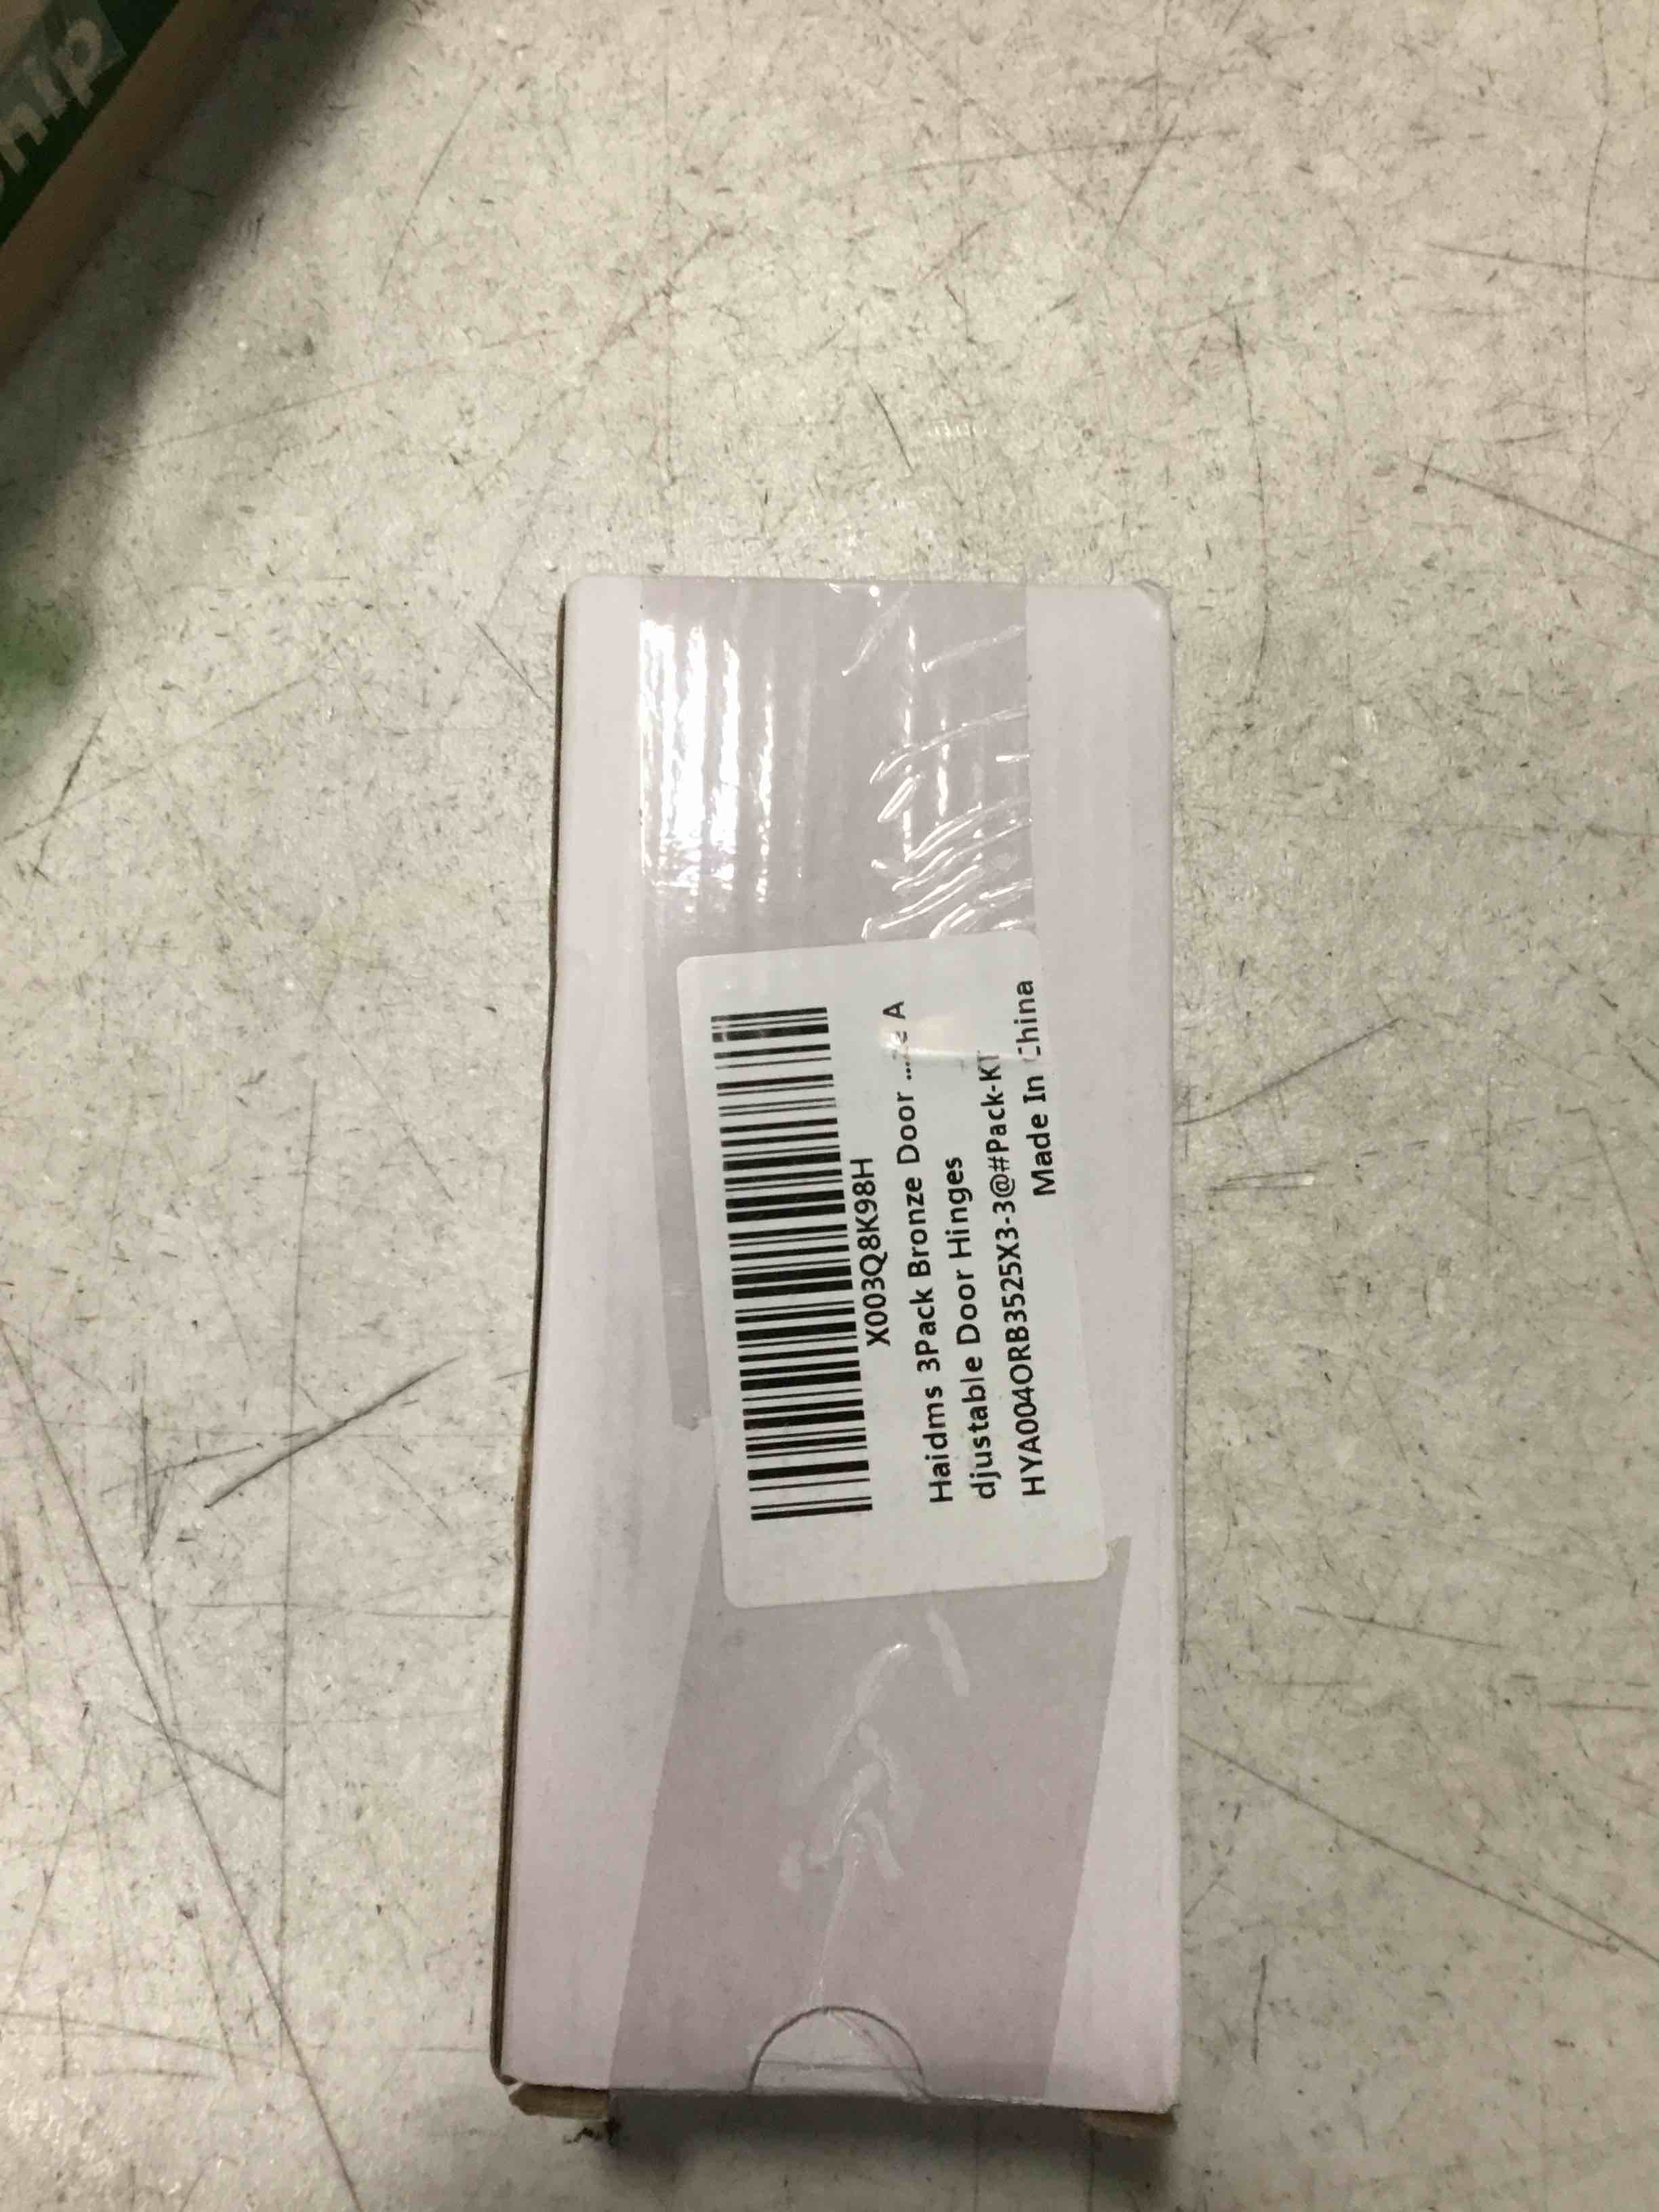 X003Q8K98H
Haidms 3Pack Bronze Door ... A
djustable Door Hinges
HYA004ORB3525X3-3@#Pack-KT
Made In China